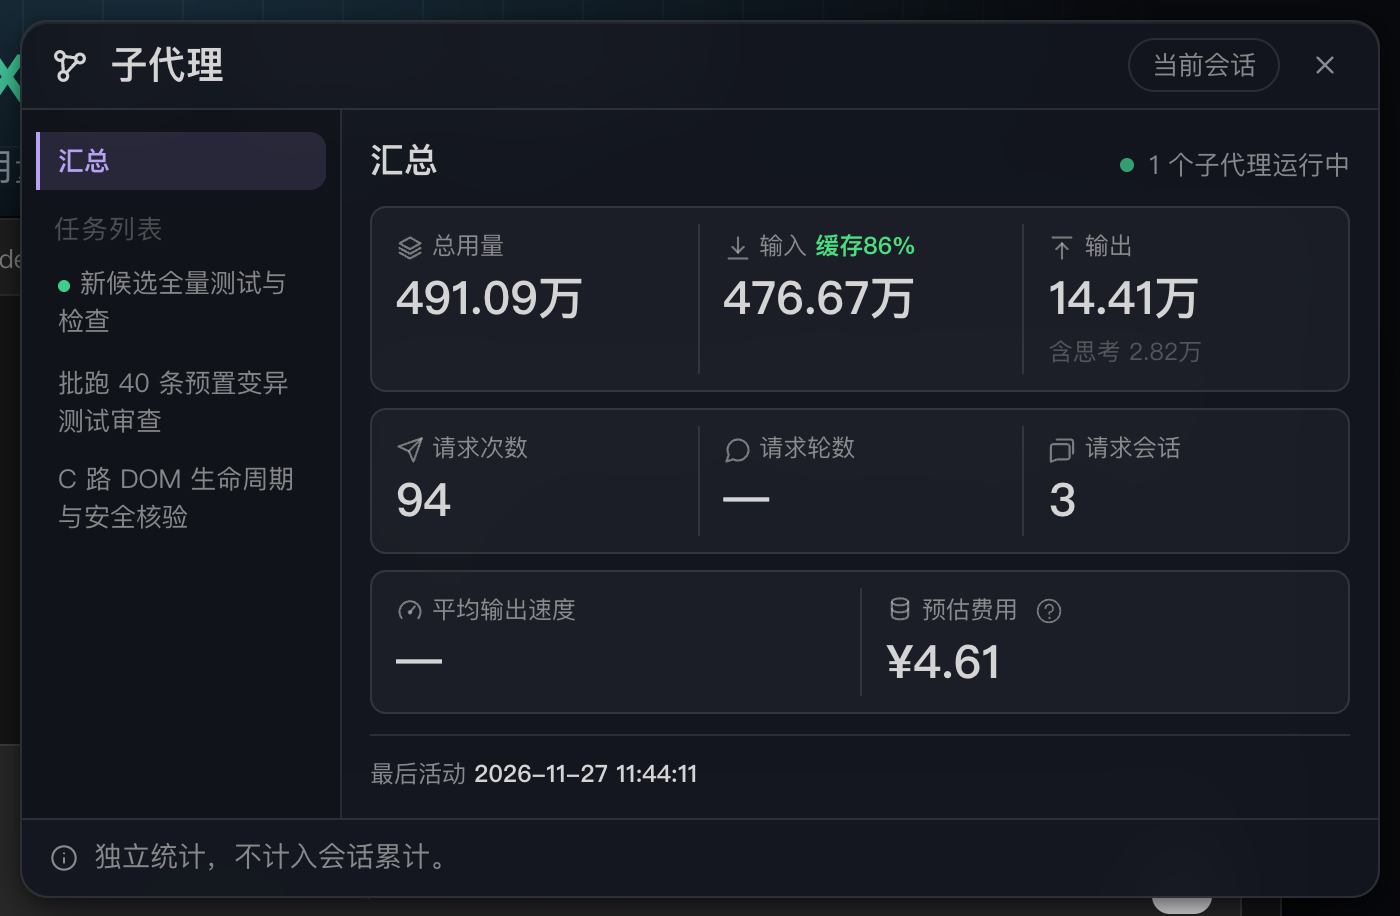 子代理
当前会话
汇总
任务列表
新候选全量测试与
检查
批跑 40 条预置变异
测试审查
C 路 DOM 生命周期
与安全核验
汇总
1 个子代理运行中
总用量
491.09万
输入 缓存86%
476.67万
输出
14.41万
含思考 2.82万
请求次数
94
请求轮数
—
请求会话
3
平均输出速度
—
预估费用
¥4.61
最后活动 2026-11-27 11:44:11
独立统计，不计入会话累计。